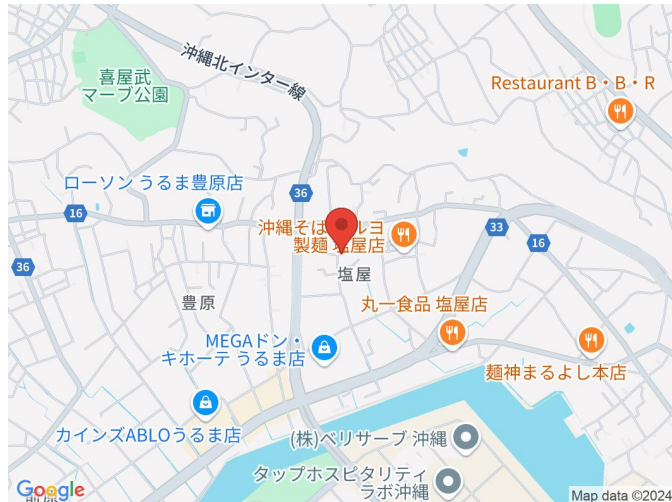 沖縄北インター線
喜屋武
マーブ公園
Restaurant B・B・R
ローソン うるま豊原店
36
16
沖縄そば
ルヨ
製麺 塩屋店
33
16
36
塩屋
豊原
丸一食品 塩屋店
MEGAドン・
キホーテ うるま店
麺神まるよし本店
カインズABLOうるま店
(株)ベリサーブ 沖縄
タップホスピタリティ
ラボ沖縄
Google
Map data ©2024